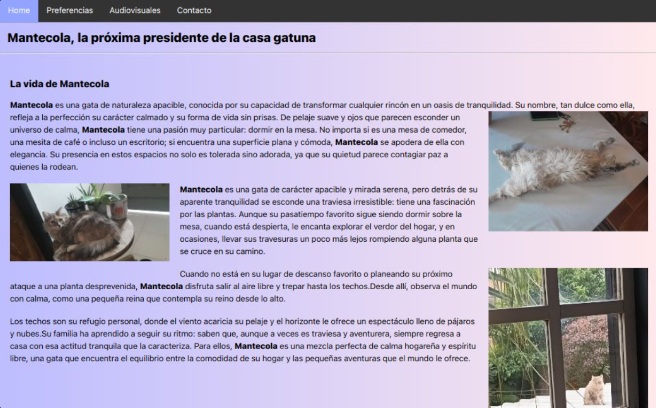 Home Preferencias Audiovisuales Contacto
Mantecola, la próxima presidente de la casa gatuna
La vida de Mantecola
Mantecola es una gata de naturaleza apacible, conocida por su capacidad de transformar cualquier rincón en un oasis de tranquilidad. Su nombre, tan dulce como ella,
refleja a la perfección su carácter calmado y su forma de vida sin prisas. De pelaje suave y ojos que parecen esconder un
universo de calma, Mantecola tiene una pasión muy particular: dormir en la mesa. No importa si es una mesa de comedor,
una mesita de café o incluso un escritorio; si encuentra una superficie plana y cómoda, Mantecola se apodera de ella con
elegancia. Su presencia en estos espacios no solo es tolerada sino adorada, ya que su quietud parece contagiar paz a
quienes la rodean.
Mantecola es una gata de carácter apacible y mirada serena, pero detrás de su
aparente tranquilidad se esconde una traviesa irresistible: tiene una fascinación
por las plantas. Aunque su pasatiempo favorito sigue siendo dormir sobre la
mesa, cuando está despierta, le encanta explorar el verdor del hogar, y en
ocasiones, llevar sus travesuras un poco más lejos rompiendo alguna planta que
se cruce en su camino.
Cuando no está en su lugar de descanso favorito o planeando su próximo
ataque a una planta desprevenida, Mantecola disfruta salir al aire libre y trepar hasta los techos.Desde allí, observa el mundo
con calma, como una pequeña reina que contempla su reino desde lo alto.
Los techos son su refugio personal, donde el viento acaricia su pelaje y el horizonte le ofrece un espectáculo lleno de pájaros
y nubes.Su familia ha aprendido a seguir su ritmo: saben que, aunque a veces es traviesa y aventurera, siempre regresa a
casa con esa actitud tranquila que la caracteriza. Para ellos, Mantecola es una mezcla perfecta de calma hogareña y espíritu
libre, una gata que encuentra el equilibrio entre la comodidad de su hogar y las pequeñas aventuras que el mundo le ofrece.